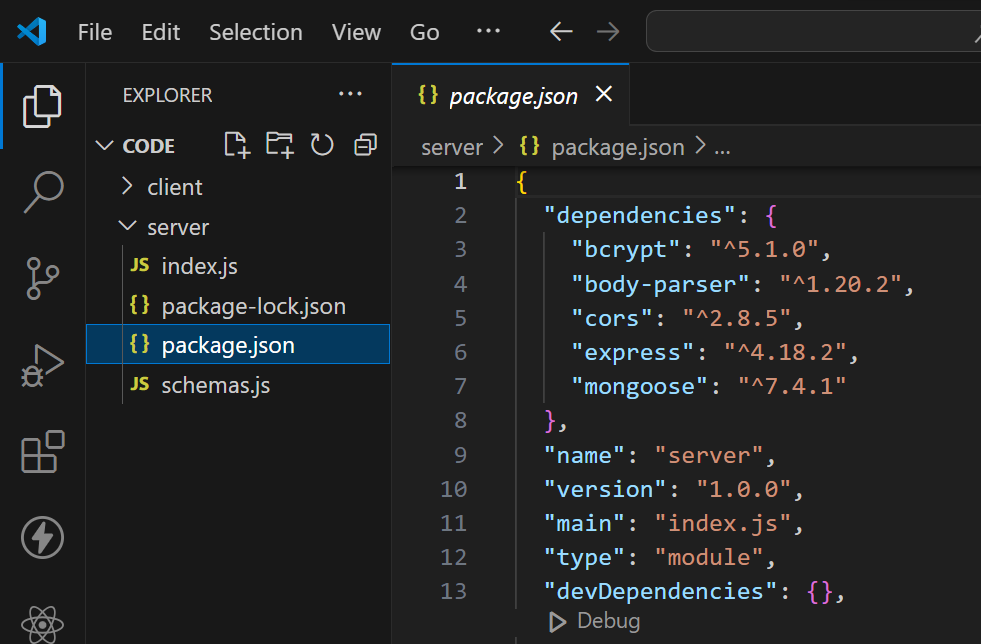 File Edit Selection View Go ...
EXPLORER ...
CODE
client
server
JS index.js
{} package-lock.json
{} package.json
JS schemas.js
{} package.json
server > {} package.json > ...
1 {
2 "dependencies": {
3 "bcrypt": "^5.1.0",
4 "body-parser": "^1.20.2",
5 "cors": "^2.8.5",
6 "express": "^4.18.2",
7 "mongoose": "^7.4.1"
8 },
9 "name": "server",
10 "version": "1.0.0",
11 "main": "index.js",
12 "type": "module",
13 "devDependencies": {},
Debug